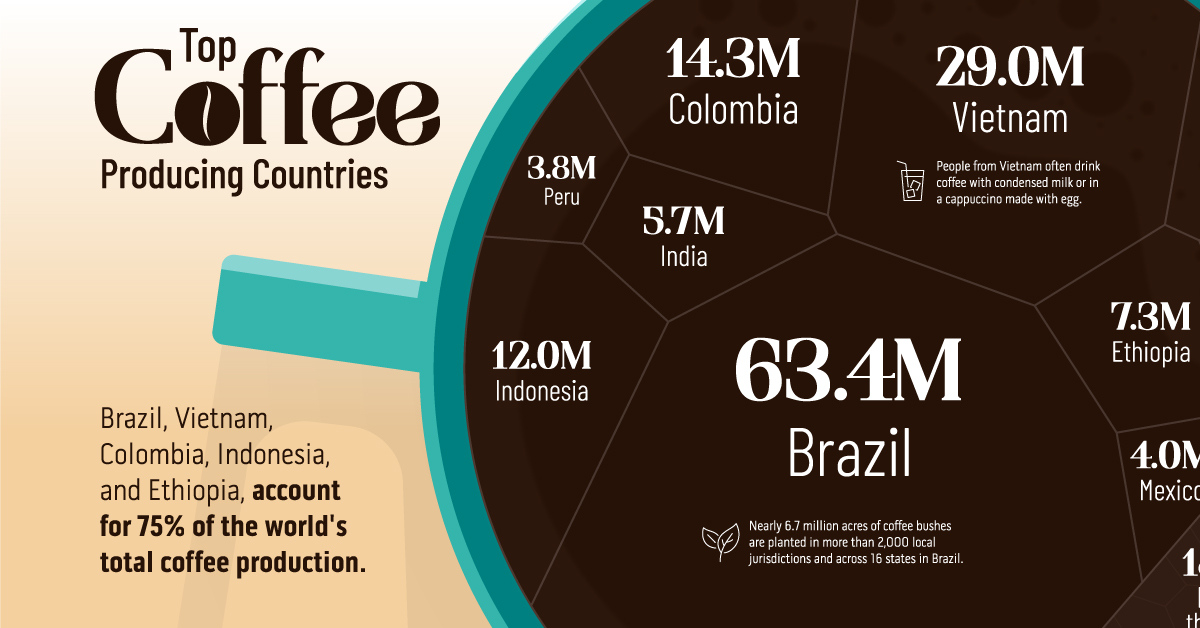 Top
Coffee
Producing Countries
Brazil, Vietnam,
Colombia, Indonesia,
and Ethiopia, account
for 75% of the world's
total coffee production.
14.3M
Colombia
29.0M
Vietnam
People from Vietnam often drink
coffee with condensed milk or in
a cappuccino made with egg.
3.8M
Peru
5.7M
India
7.3M
Ethiopia
12.0M
Indonesia
63.4M
Brazil
Nearly 6.7 million acres of coffee bushes
are planted in more than 2,000 local
jurisdictions and across 16 states in Brazil.
4.0M
Mexico